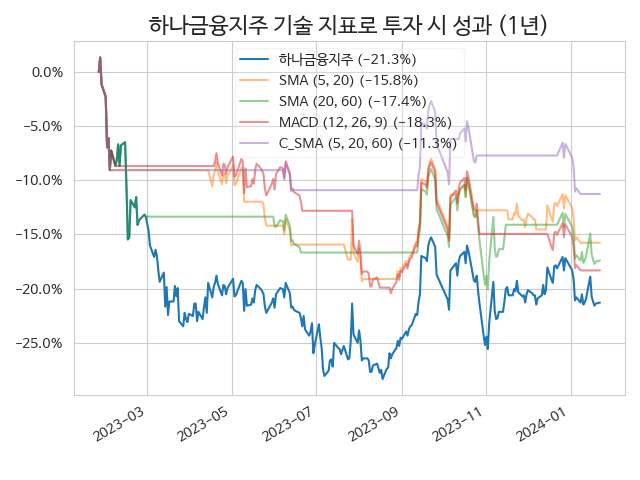 하나금융지주 기술 지표로 투자 시 성과 (1년)
하나금융지주 (−21.3%)
SMA (5, 20) (−15.8%)
SMA (20, 60) (−17.4%)
MACD (12, 26, 9) (−18.3%)
C_SMA (5, 20, 60) (−11.3%)
0.0%
−5.0%
−10.0%
−15.0%
−20.0%
−25.0%
2023-03
2023-05
2023-07
2023-09
2023-11
2024-01